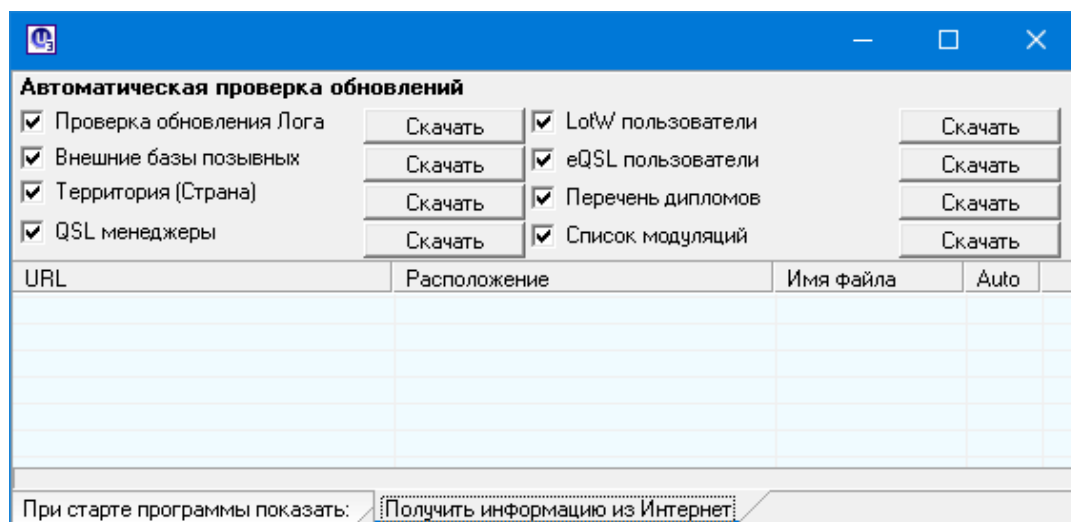 Автоматическая проверка обновлений
Проверка обновления Лога Скачать LotW пользователи Скачать
Внешние базы позывных Скачать eQSL пользователи Скачать
Территория (Страна) Скачать Перечень дипломов Скачать
QSL менеджеры Скачать Список модуляций Скачать
URL Расположение Имя файла Auto
При старте программы показать: Получить информацию из Интернет